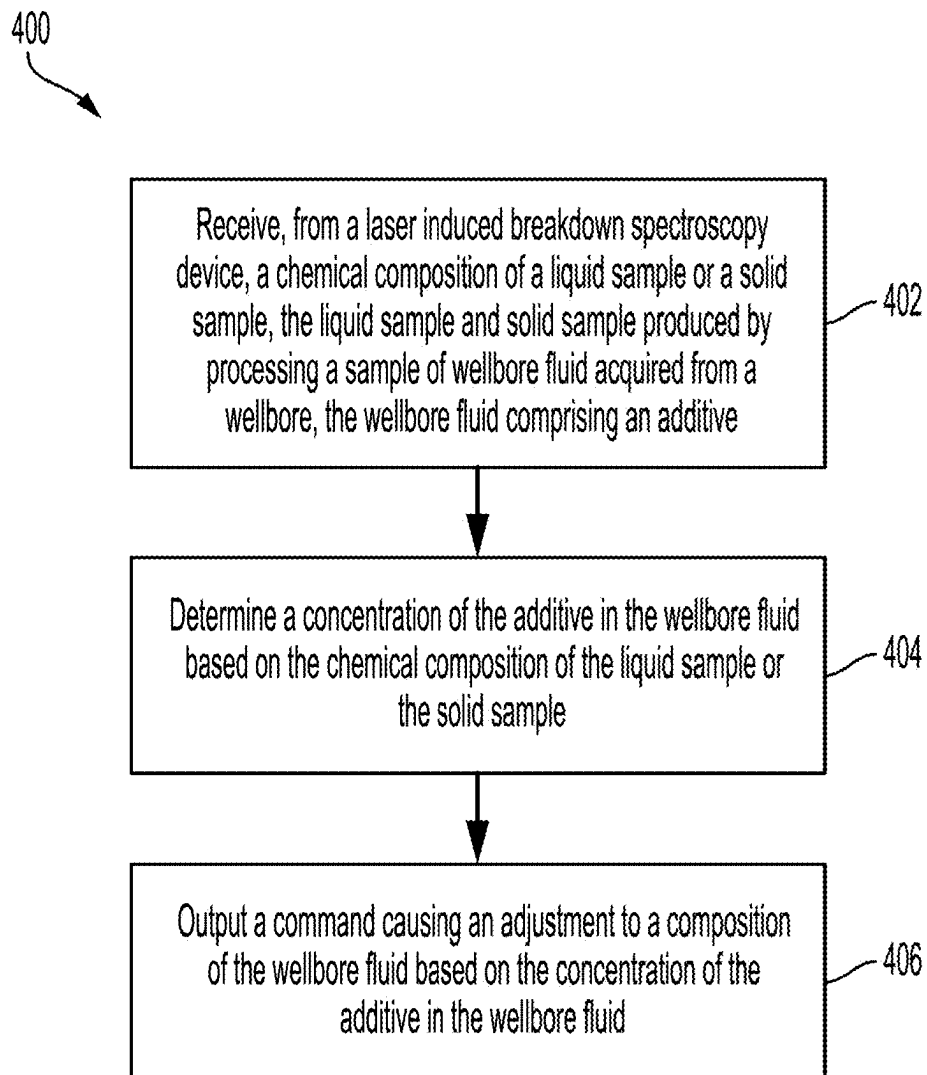 400
Receive, from a laser induced breakdown spectroscopy
device, a chemical composition of a liquid sample or a solid
sample, the liquid sample and solid sample produced by
processing a sample of wellbore fluid acquired from a
wellbore, the wellbore fluid comprising an additive
402
Determine a concentration of the additive in the wellbore fluid
based on the chemical composition of the liquid sample or
the solid sample
404
Output a command causing an adjustment to a composition
of the wellbore fluid based on the concentration of the
additive in the wellbore fluid
406